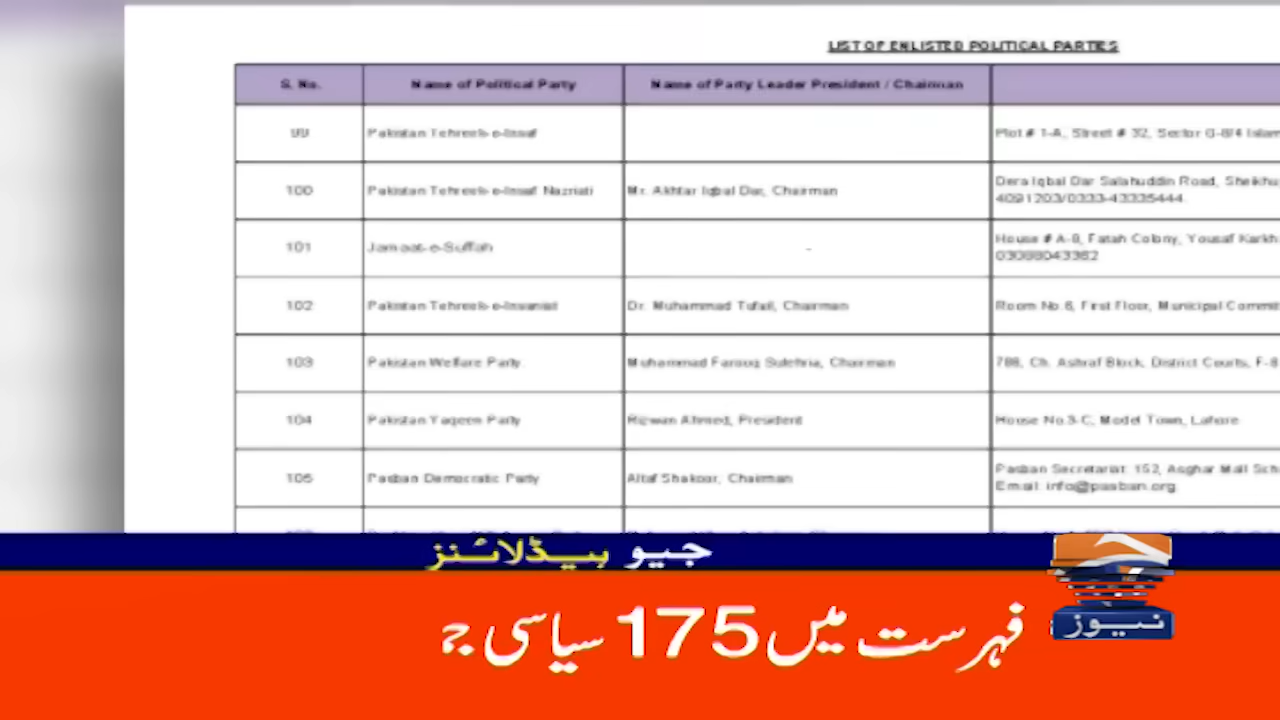 LIST OF ENLISTED POLITICAL PARTIES
S. No. Name of Political Party Name of Party Leader President / Chairman
99 Pakistan Tehreek-e-Insaf Plot # 1-A, Street # 32, Sector G-8/4
100 Pakistan Tehreek-e-Insaf Nazriati Mr. Akhtar Iqbal Dar, Chairman Dera Iqbal Dar Salahuddin Road,
4091203/0333-43335444
101 Jamaat-e-Suffah - House # A-8, Fatah Colony, Yousaf
03088043382
102 Pakistan Tehreek-e-Insaniat Dr. Muhammad Tufail, Chairman Room No.6, First Floor, Municipal
103 Pakistan Welfare Party Muhammad Farooq Sulehria, Chairman 788, Ch. Ashraf Block, District Courts, F-8
104 Pakistan Yaqeen Party Rizwan Ahmed, President House No.3-C, Model Town, Lahore
105 Pasban Democratic Party Altaf Shakoor, Chairman Pasban Secretariat: 152, Asghar Mall
Email: info@pasban.org
جیو ہیڈلائنز
فہرست میں 175 سیاسی ج
نیوز